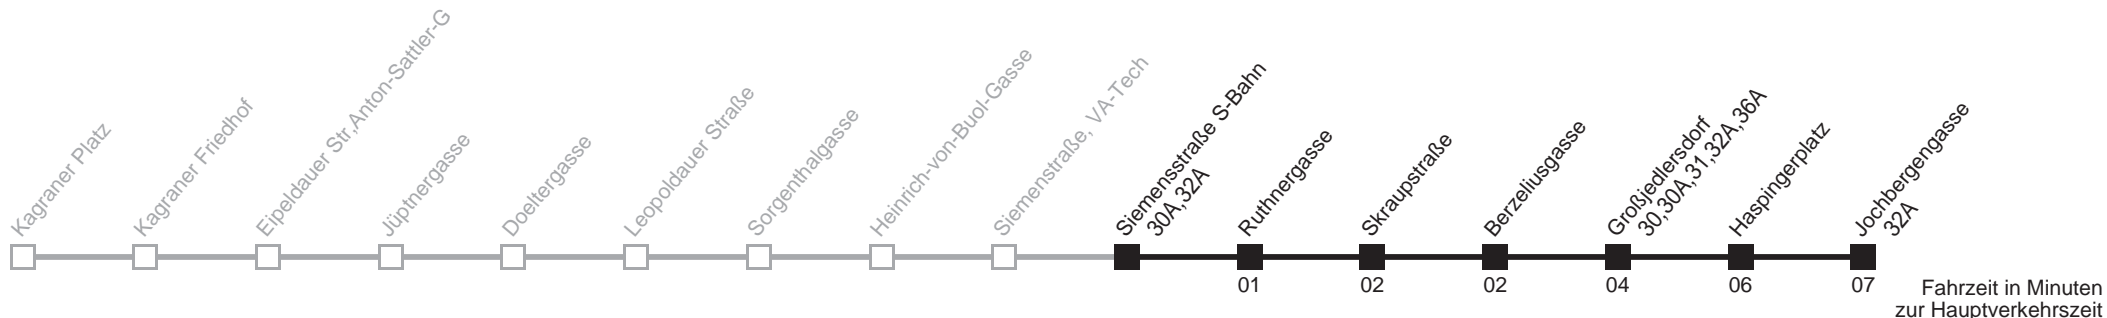 Kagraner Platz
Kagraner Friedhof
Eipeldauer Str,Anton-Sattler-G
Jüptnergasse
Doeltergasse
Leopoldauer Straße
Sorgenthalgasse
Heinrich-von-Buol-Gasse
Siemenstraße, VA-Tech
Siemensstraße S-Bahn
30A,32A
Ruthnergasse
Skraupstraße
Berzeliusgasse
Großjedlersdorf
30,30A,31,32A,36A
Haspingerplatz
Jochbergengasse
32A
01 02 02 04 06 07
Fahrzeit in Minuten
zur Hauptverkehrszeit